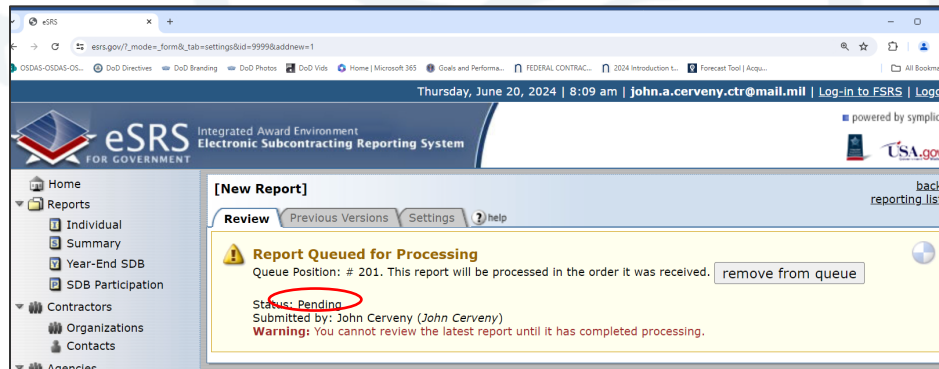 eSRS
esrs.gov/?_mode=_form&_tab=settings&id=9999&addnew=1
OSDAS-OSDAS-OS... DoD Directives DoD Branding DoD Photos DoD Vids Home | Microsoft 365 Goals and Performa... FEDERAL CONTRAC... 2024 Introduction t... Forecast Tool | Acqu... All Bookma
Thursday, June 20, 2024 | 8:09 am | john.a.cerveny.ctr@mail.mil | Log-in to FSRS | Logo
eSRS
FOR GOVERNMENT
Integrated Award Environment
Electronic Subcontracting Reporting System
powered by symplic
USA.gov
Home
Reports
Individual
Summary
Year-End SDB
SDB Participation
Contractors
Organizations
Contacts
Agencies
[New Report]
back
reporting list
Review Previous Versions Settings ? help
Report Queued for Processing
Queue Position: # 201. This report will be processed in the order it was received. remove from queue
Status: Pending
Submitted by: John Cerveny (John Cerveny)
Warning: You cannot review the latest report until it has completed processing.